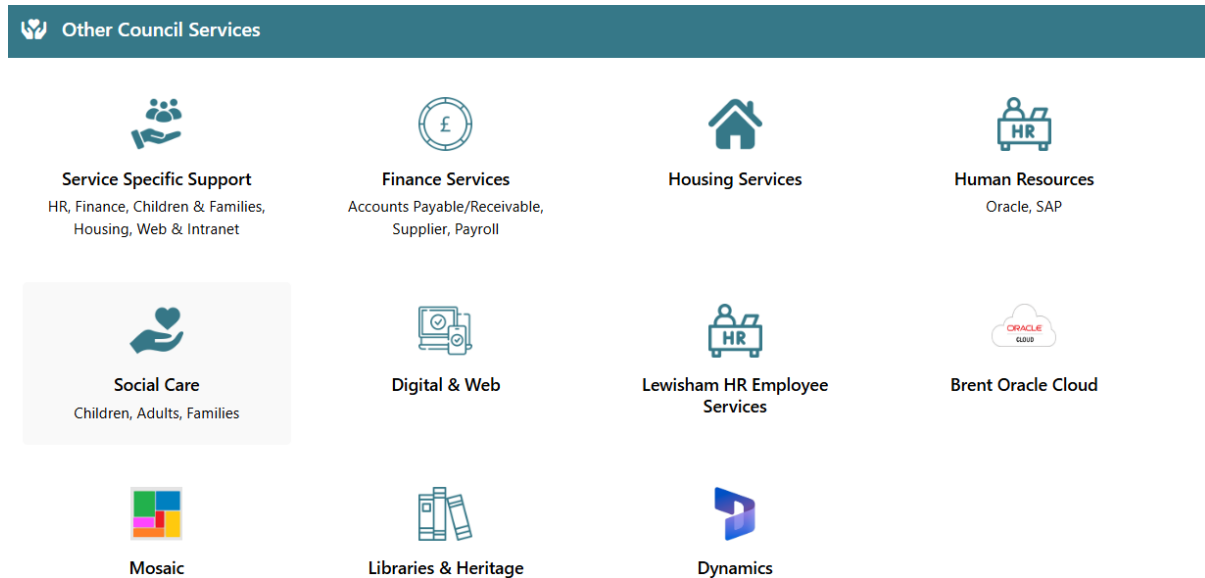 Other Council Services
£
HR
Service Specific Support
Finance Services
Housing Services
Human Resources
HR, Finance, Children & Families,
Housing, Web & Intranet
Accounts Payable/Receivable,
Supplier, Payroll
Oracle, SAP
HR
ORACLE
CLOUD
Social Care
Digital & Web
Lewisham HR Employee
Services
Brent Oracle Cloud
Children, Adults, Families
Mosaic
Libraries & Heritage
Dynamics